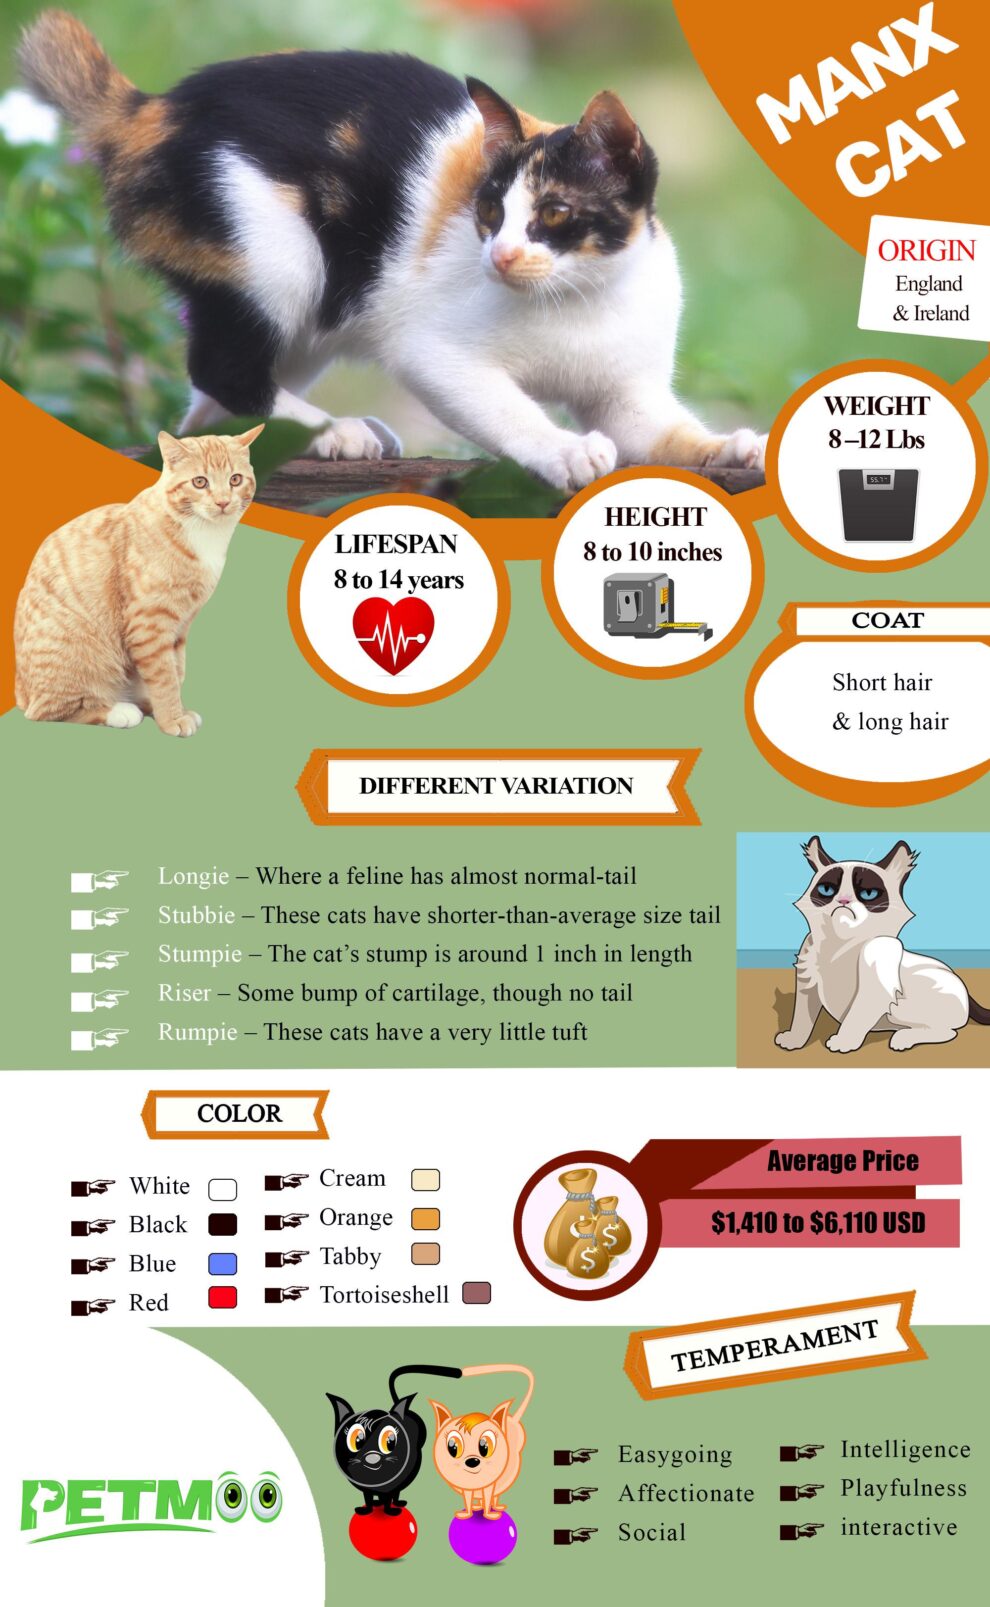 MANX
CAT
ORIGIN
England
& Ireland
WEIGHT
8–12 Lbs
HEIGHT
8 to 10 inches
LIFESPAN
8 to 14 years
COAT
Short hair
& long hair
DIFFERENT VARIATION
Longie – Where a feline has almost normal-tail
Stubbie – These cats have shorter-than-average size tail
Stumpie – The cat's stump is around 1 inch in length
Riser – Some bump of cartilage, though no tail
Rumpie – These cats have a very little tuft
COLOR
White
Black
Blue
Red
Cream
Orange
Tabby
Tortoiseshell
Average Price
$1,410 to $6,110 USD
$
$
TEMPERAMENT
Easygoing
Affectionate
Social
Intelligence
Playfulness
interactive
PETMOO